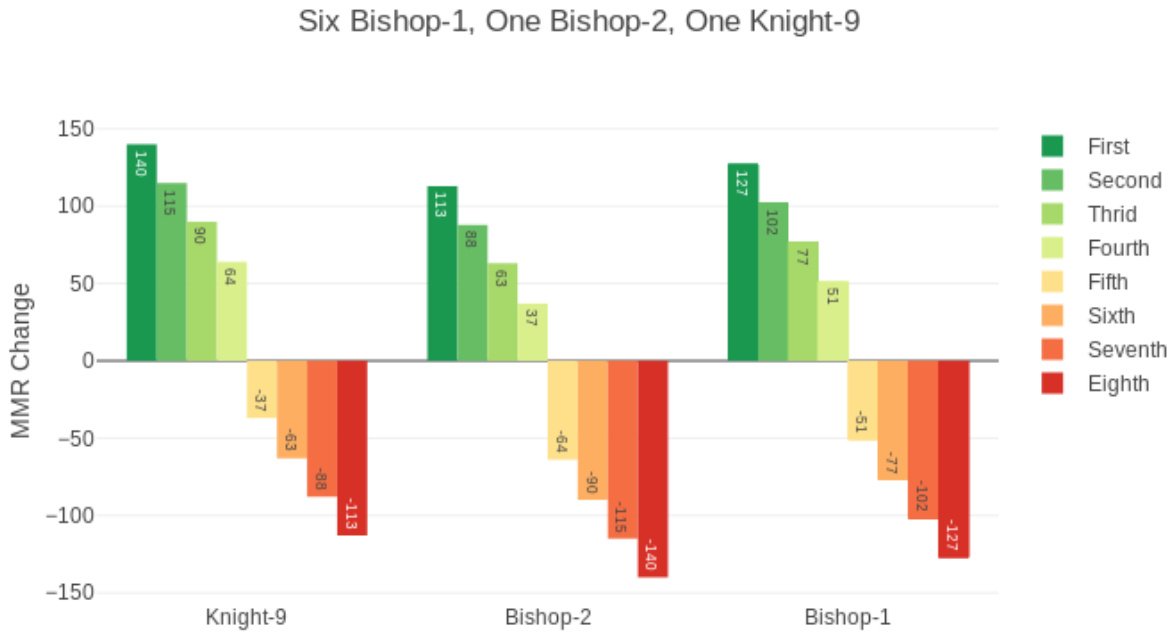 Six Bishop-1, One Bishop-2, One Knight-9
MMR Change
150
100
50
0
−50
−100
−150
140
115
90
64
-37
-63
-88
-113
113
88
63
37
-64
-90
-115
-140
127
102
77
51
-51
-77
-102
-127
Knight-9
Bishop-2
Bishop-1
First
Second
Thrid
Fourth
Fifth
Sixth
Seventh
Eighth